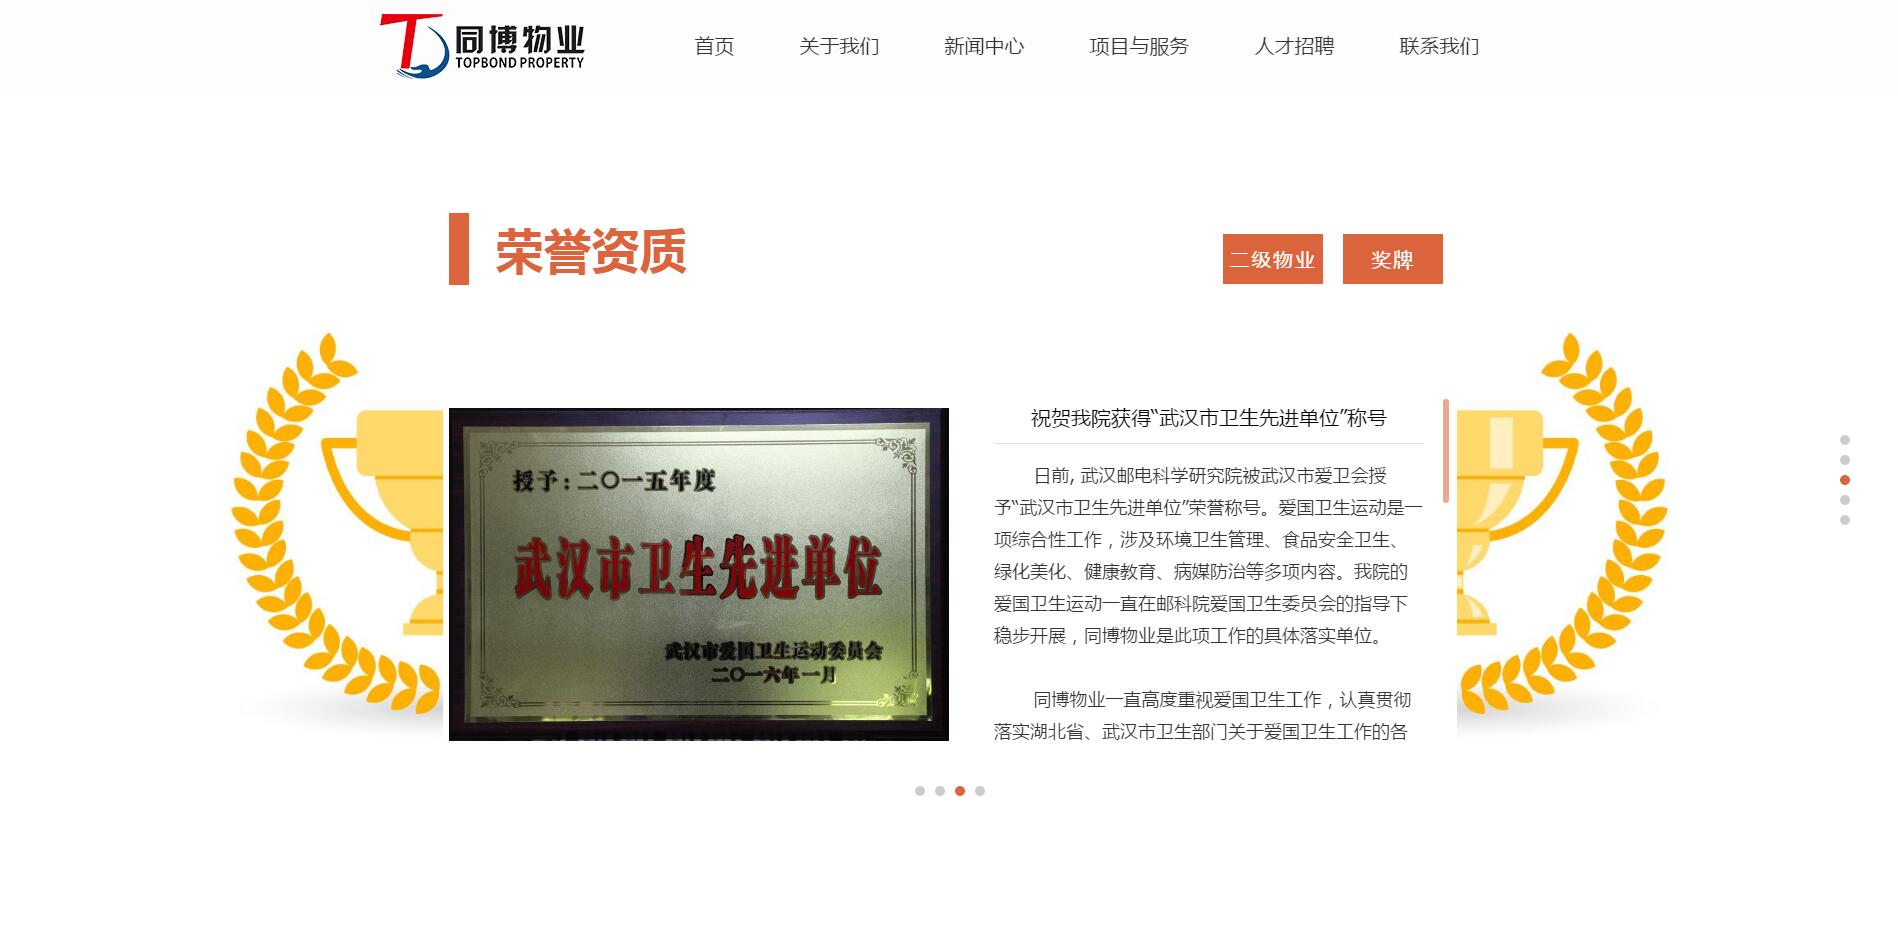 同博物业
TOPBOND PROPERTY
首页
关于我们
新闻中心
项目与服务
人才招聘
联系我们
荣誉资质
二级物业
奖牌
授予：二〇一五年度
武汉市卫生先进单位
武汉市爱国卫生运动委员会
二〇一六年一月
祝贺我院获得“武汉市卫生先进单位”称号
日前, 武汉邮电科学研究院被武汉市爱卫会授
予“武汉市卫生先进单位”荣誉称号。爱国卫生运动是一
项综合性工作，涉及环境卫生管理、食品安全卫生、
绿化美化、健康教育、病媒防治等多项内容。我院的
爱国卫生运动一直在邮科院爱国卫生委员会的指导下
稳步开展，同博物业是此项工作的具体落实单位。
同博物业一直高度重视爱国卫生工作，认真贯彻
落实湖北省、武汉市卫生部门关于爱国卫生工作的各